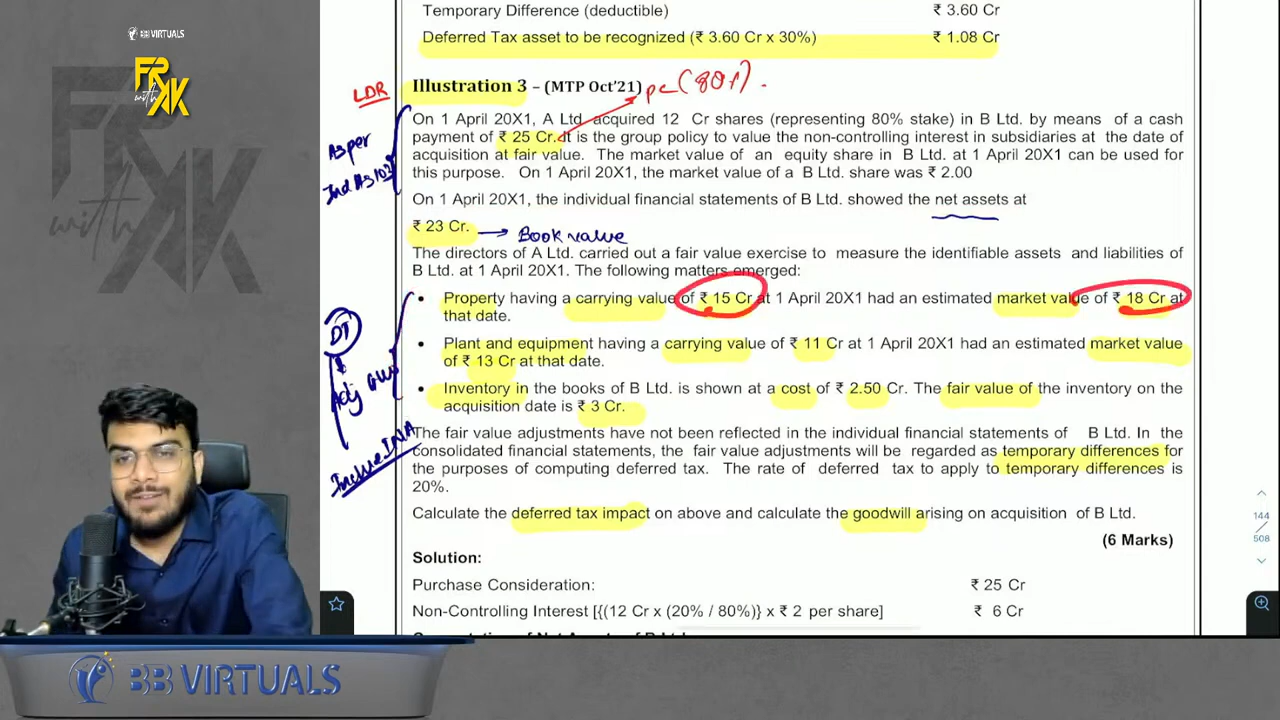 BB VIRTUALS
FR
with
AK
Temporary Difference (deductible) ₹ 3.60 Cr
Deferred Tax asset to be recognized (₹ 3.60 Cr x 30%) ₹ 1.08 Cr
LDR
Illustration 3 – (MTP Oct'21)
PC (80%).
As per
Ind AS 103
On 1 April 20X1, A Ltd. acquired 12 Cr shares (representing 80% stake) in B Ltd. by means of a cash
payment of ₹ 25 Cr. It is the group policy to value the non-controlling interest in subsidiaries at the date of
acquisition at fair value. The market value of an equity share in B Ltd. at 1 April 20X1 can be used for
this purpose. On 1 April 20X1, the market value of a B Ltd. share was ₹ 2.00
On 1 April 20X1, the individual financial statements of B Ltd. showed the net assets at
₹ 23 Cr. → Book value
The directors of A Ltd. carried out a fair value exercise to measure the identifiable assets and liabilities of
B Ltd. at 1 April 20X1. The following matters emerged:
• Property having a carrying value of ₹ 15 Cr at 1 April 20X1 had an estimated market value of ₹ 18 Cr at
that date.
DT
• Plant and equipment having a carrying value of ₹ 11 Cr at 1 April 20X1 had an estimated market value
of ₹ 13 Cr at that date.
Adj
• Inventory in the books of B Ltd. is shown at a cost of ₹ 2.50 Cr. The fair value of the inventory on the
acquisition date is ₹ 3 Cr.
The fair value adjustments have not been reflected in the individual financial statements of B Ltd. In the
consolidated financial statements, the fair value adjustments will be regarded as temporary differences for
the purposes of computing deferred tax. The rate of deferred tax to apply to temporary differences is
20%.
Calculate the deferred tax impact on above and calculate the goodwill arising on acquisition of B Ltd.
(6 Marks)
Solution:
Purchase Consideration: ₹ 25 Cr
Non-Controlling Interest [{(12 Cr x (20% / 80%)} x ₹ 2 per share] ₹ 6 Cr
144
508
BB VIRTUALS